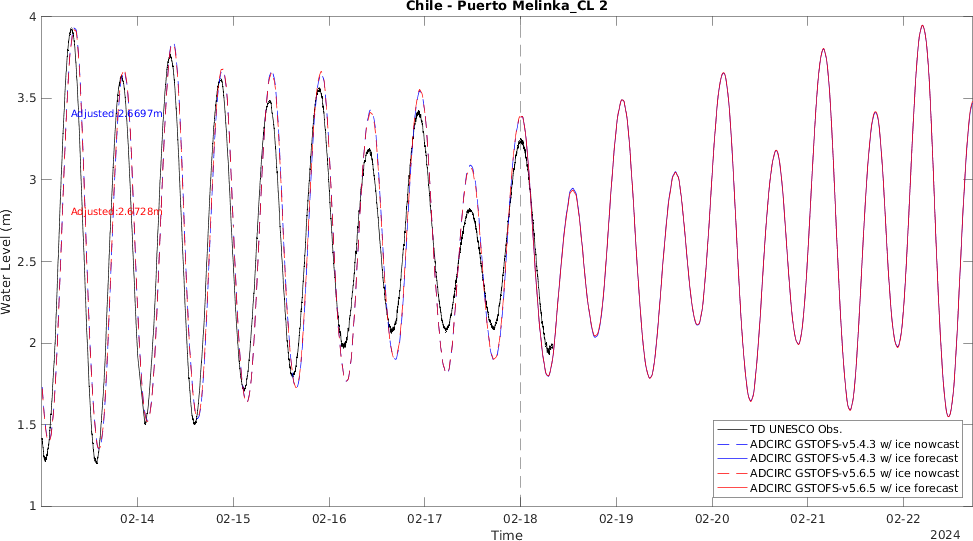 Chile - Puerto Melinka_CL 2
4
3.5
3
2.5
2
1.5
1
Water Level (m)
Adjusted:2.6697m
Adjusted:2.6728m
02-14
02-15
02-16
02-17
02-18
02-19
02-20
02-21
02-22
Time
2024
TD UNESCO Obs.
ADCIRC GSTOFS-v5.4.3 w/ ice nowcast
ADCIRC GSTOFS-v5.4.3 w/ ice forecast
ADCIRC GSTOFS-v5.6.5 w/ ice nowcast
ADCIRC GSTOFS-v5.6.5 w/ ice forecast